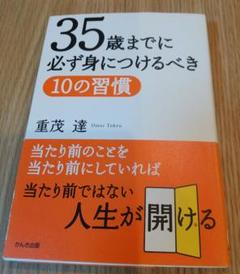 35歳までに
必ず身につけるべき
10の習慣
重茂 達 Omoi Tohru
当たり前のことを
当たり前にしていれば
当たり前ではない
人生が開ける
かんき出版